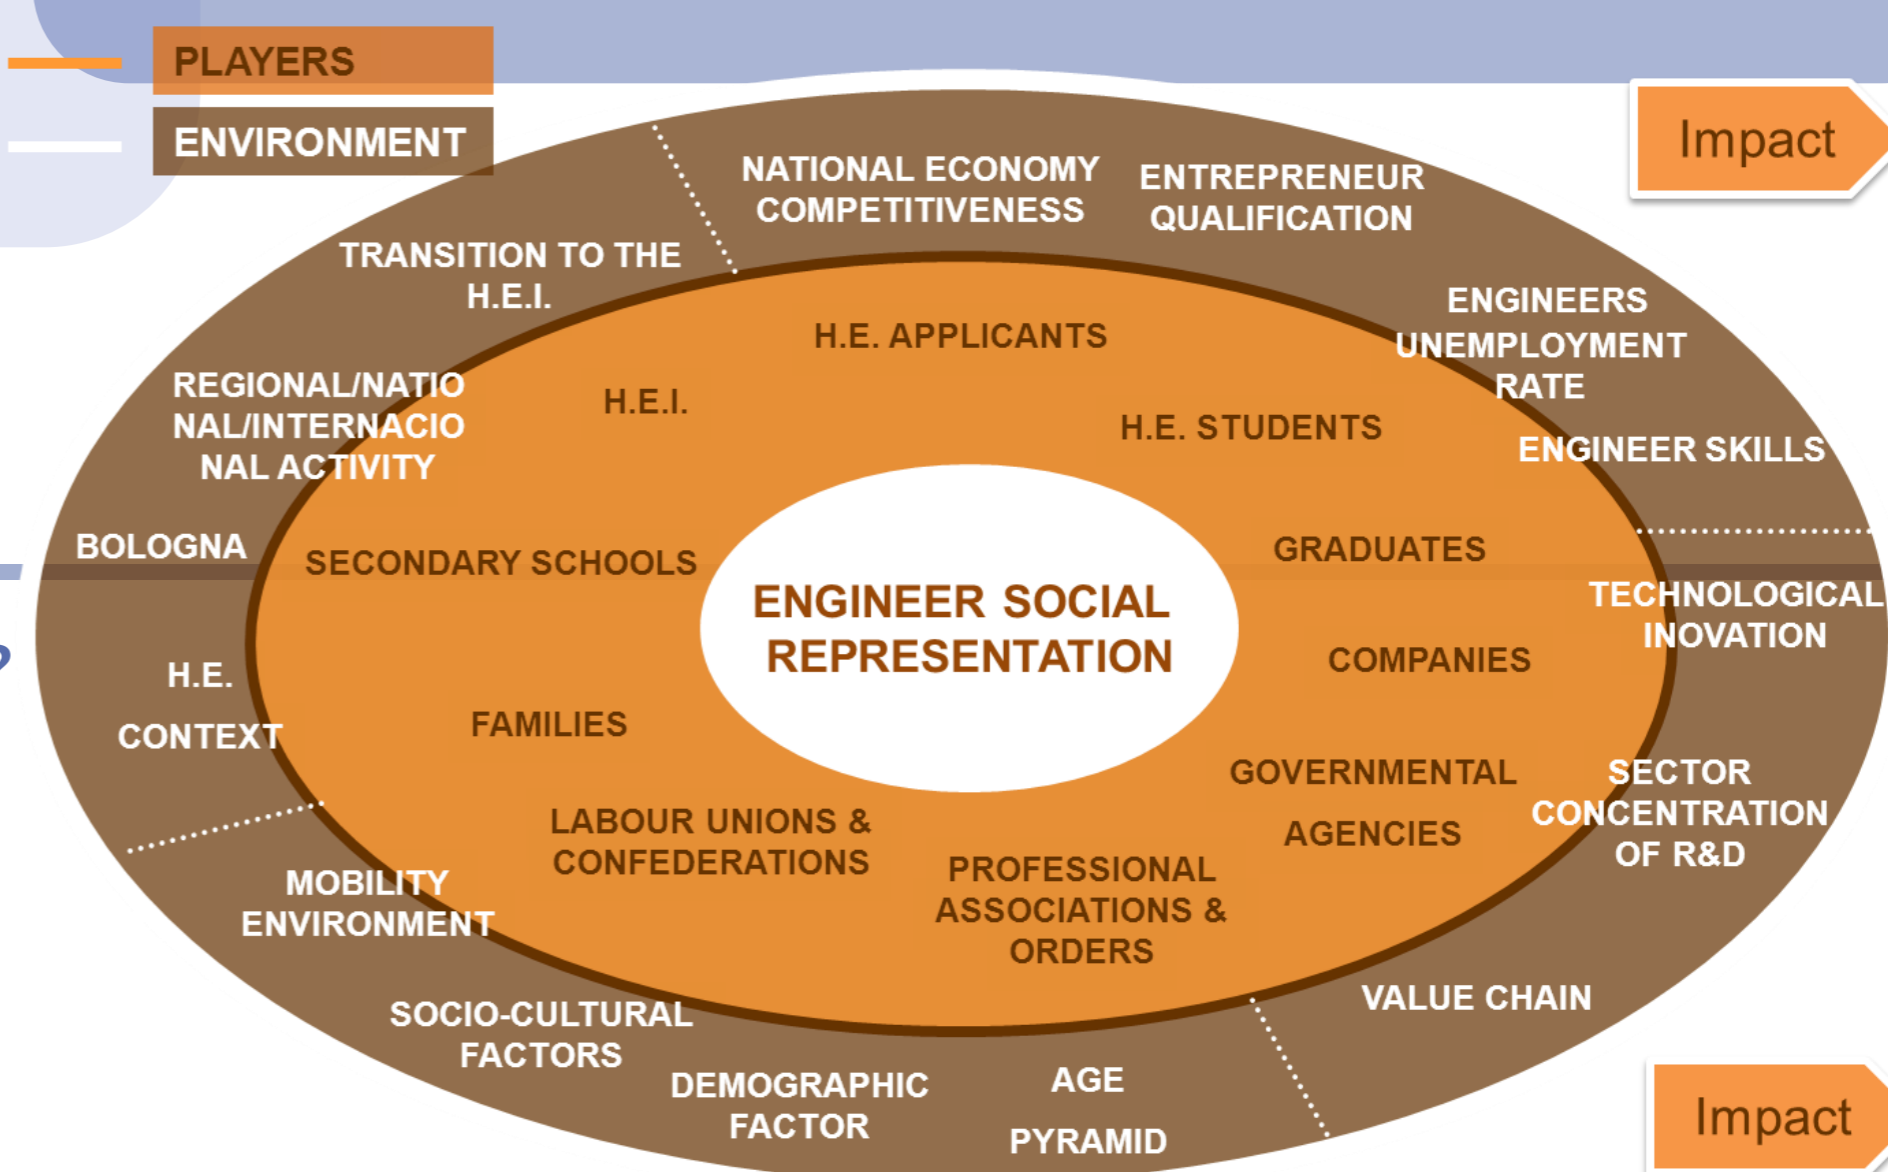 PLAYERS
ENVIRONMENT
Impact
NATIONAL ECONOMY
COMPETITIVENESS
ENTREPRENEUR
QUALIFICATION
TRANSITION TO THE
H.E.I.
ENGINEERS
UNEMPLOYMENT
RATE
H.E. APPLICANTS
REGIONAL/NATIO
NAL/INTERNACIO
NAL ACTIVITY
H.E.I.
H.E. STUDENTS
ENGINEER SKILLS
BOLOGNA
SECONDARY SCHOOLS
GRADUATES
ENGINEER SOCIAL
REPRESENTATION
TECHNOLOGICAL
INOVATION
H.E.
CONTEXT
COMPANIES
FAMILIES
GOVERNMENTAL
AGENCIES
SECTOR
CONCENTRATION
OF R&D
LABOUR UNIONS &
CONFEDERATIONS
PROFESSIONAL
ASSOCIATIONS &
ORDERS
MOBILITY
ENVIRONMENT
VALUE CHAIN
SOCIO-CULTURAL
FACTORS
DEMOGRAPHIC
FACTOR
AGE
PYRAMID
Impact